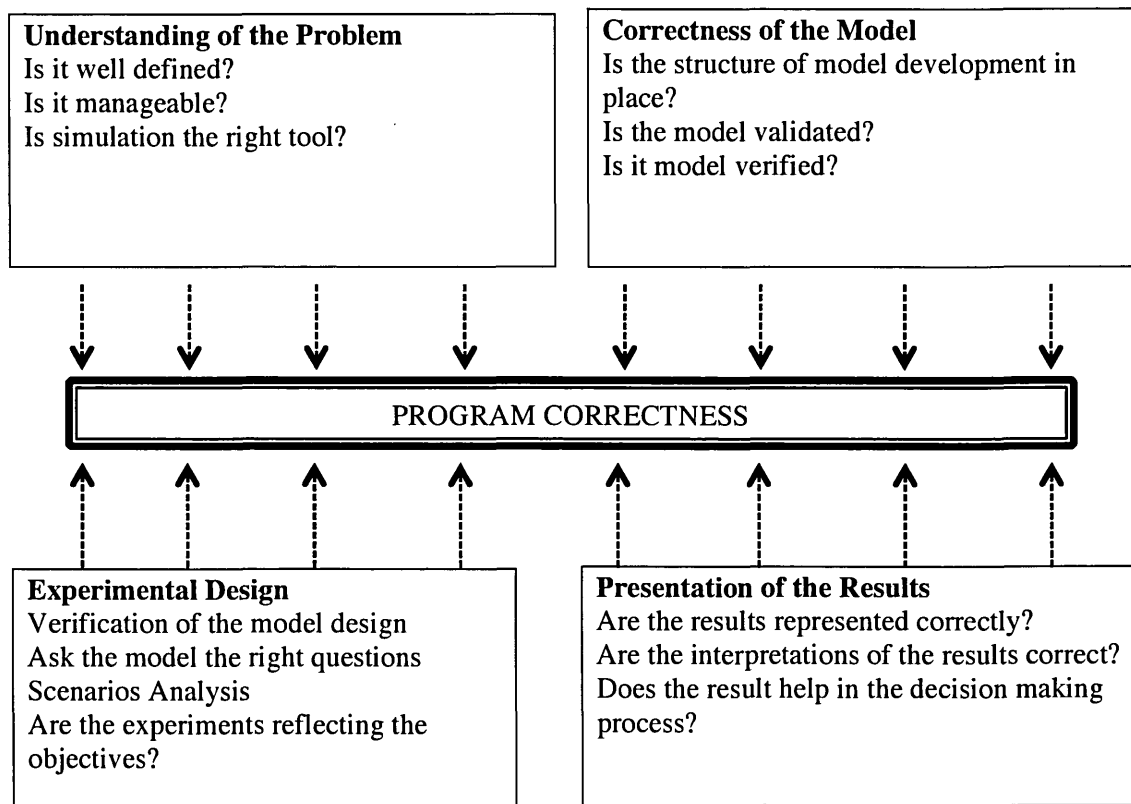 Understanding of the Problem
Is it well defined?
Is it manageable?
Is simulation the right tool?
Correctness of the Model
Is the structure of model development in
place?
Is the model validated?
Is it model verified?
PROGRAM CORRECTNESS
Experimental Design
Verification of the model design
Ask the model the right questions
Scenarios Analysis
Are the experiments reflecting the
objectives?
Presentation of the Results
Are the results represented correctly?
Are the interpretations of the results correct?
Does the result help in the decision making
process?